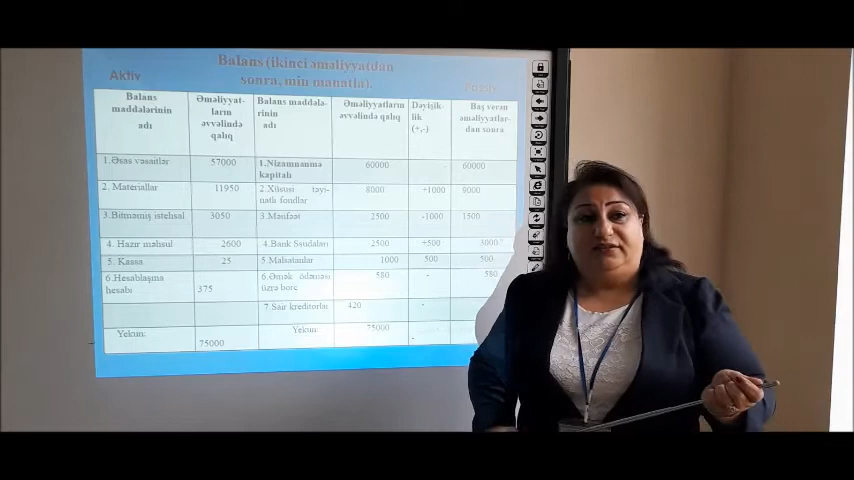 Balans (ikinci əməliyyatdan
sonra, min manatla).
Aktiv
Passiv
Balans maddələrinin adı
Əməliyyat-ların əvvəlində qalıq
Balans maddələ-rinin adı
Əməliyyatların əvvəlində qalıq
Dəyişik-lik (+,-)
Baş verən əməliyyatlar-dan sonra
1.Əsas vəsaitlər 57000 1.Nizamnamə kapitalı 60000 - 60000
2. Materiallar 11950 2.Xüsusi təyi-natlı fondlar 8000 +1000 9000
3.Bitməmiş istehsal 3050 3.Mənfəət 2500 -1000 1500
4. Hazır məhsul 2600 4.Bank Ssudaları 2500 +500 3000
5. Kassa 25 5.Malsatanlar 1000 500 500
6.Hesablaşma hesabı 375 6.Əmək ödənişi üzrə borc 580 - 580
7.Sair kreditorlar 420 -
Yekun: 75000 Yekun: 75000 -